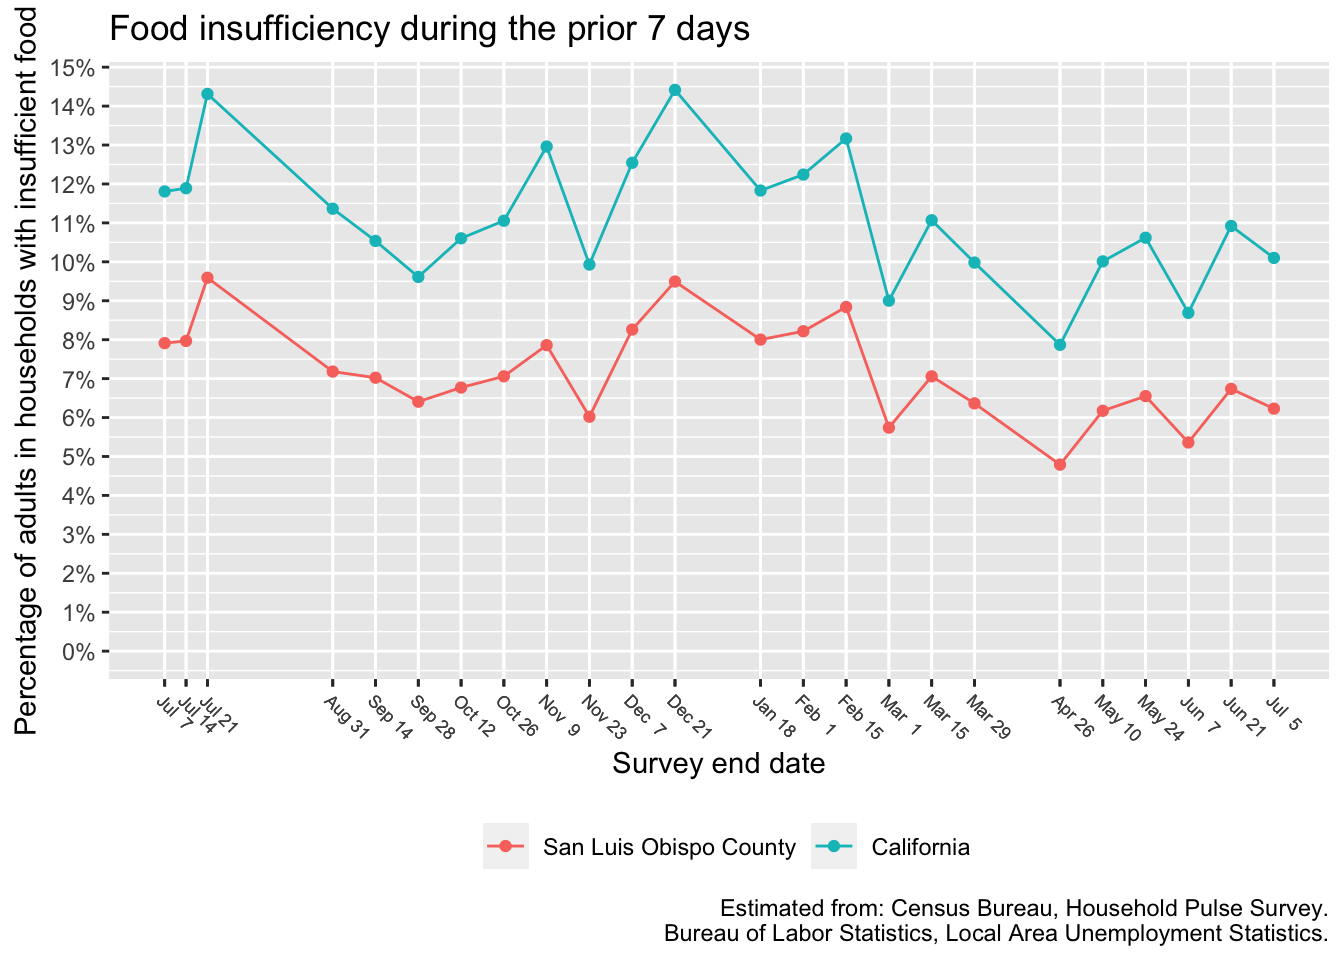 Food insufficiency during the prior 7 days
Percentage of adults in households with insufficient food
15%
14%
13%
12%
11%
10%
9%
8%
7%
6%
5%
4%
3%
2%
1%
0%
Jul 7
Jul 14
Jul 21
Aug 31
Sep 14
Sep 28
Oct 12
Oct 26
Nov 9
Nov 23
Dec 7
Dec 21
Jan 18
Feb 1
Feb 15
Mar 1
Mar 15
Mar 29
Apr 26
May 10
May 24
Jun 7
Jun 21
Jul 5
Survey end date
San Luis Obispo County
California
Estimated from: Census Bureau, Household Pulse Survey.
Bureau of Labor Statistics, Local Area Unemployment Statistics.